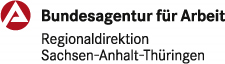 Bundesagentur für Arbeit
Regionaldirektion
Sachsen-Anhalt-Thüringen